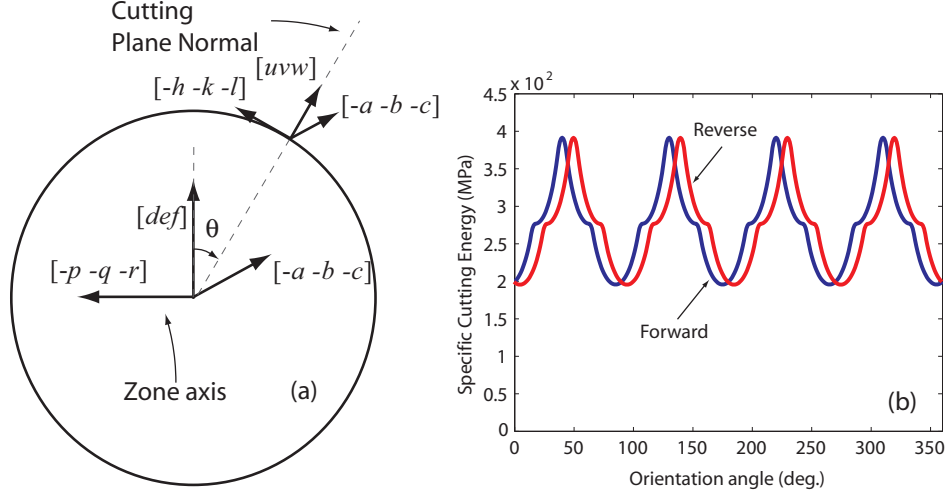 Cutting
Plane Normal
[uvw]
[-h -k -l]
[-a -b -c]
[def]
θ
[-p -q -r]
[-a -b -c]
Zone axis
(a)
x 10²
4.5
4
3.5
3
2.5
2
1.5
1
0.5
0
Specific Cutting Energy (MPa)
Reverse
Forward
(b)
0 50 100 150 200 250 300 350
Orientation angle (deg.)